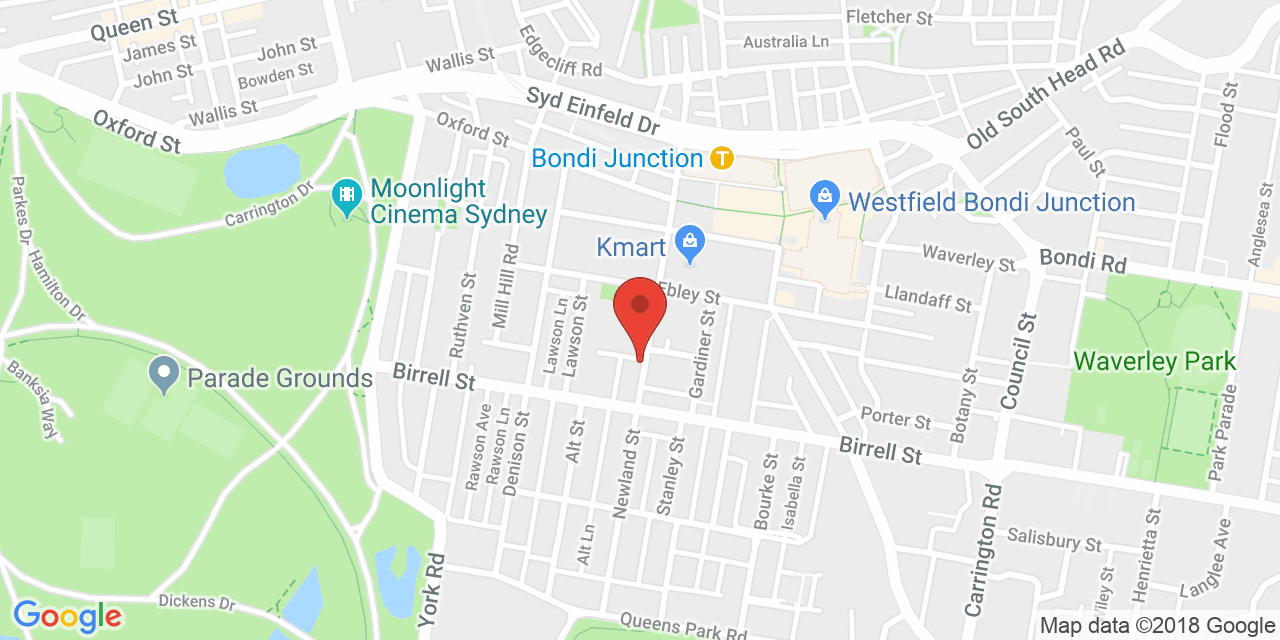 Queen St
James St
John St
John St
Bowden St
Wallis St
Wallis St
Oxford St
Edgecliff Rd
Fletcher St
Australia Ln
Syd Einfeld Dr
Oxford St
Old South Head Rd
Paul St
Flood St
Anglesea St
Bondi Junction
T
Moonlight
Cinema Sydney
Carrington Dr
Parkes Dr
Hamilton Dr
Westfield Bondi Junction
Kmart
Waverley St
Bondi Rd
Llandaff St
Ebley St
Mill Hill Rd
Ruthven St
Lawson Ln
Lawson St
Gardiner St
Council St
Waverley Park
Park Parade
Parade Grounds
Banksia Way
Birrell St
Porter St
Botany St
Birrell St
Rawson Ave
Rawson Ln
Denison St
Alt St
Newland St
Stanley St
Bourke St
Isabella St
Alt Ln
Carrington Rd
Salisbury St
Henrietta St
Langlee Ave
Wiley St
York Rd
Dickens Dr
Queens Park Rd
Google
Map data ©2018 Google